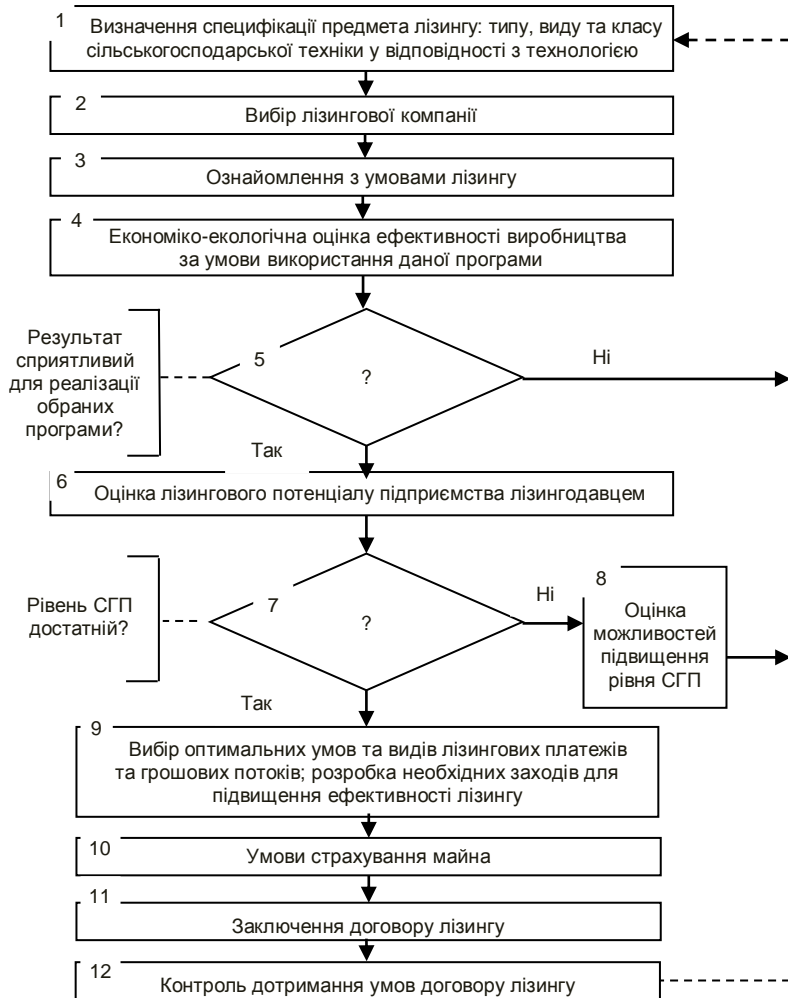 1
Визначення специфікації предмета лізингу: типу, виду та класу
сільськогосподарської техніки у відповідності з технологією
2
Вибір лізингової компанії
3
Ознайомлення з умовами лізингу
4
Економіко-екологічна оцінка ефективності виробництва
за умови використання даної програми
Результат
сприятливий
для реалізації
обраних
програми?
5
?
Ні
Так
6
Оцінка лізингового потенціалу підприємства лізингодавцем
Рівень СГП
достатній?
7
?
Ні
8
Оцінка
можливостей
підвищення
рівня СГП
Так
9
Вибір оптимальних умов та видів лізингових платежів
та грошових потоків; розробка необхідних заходів для
підвищення ефективності лізингу
10
Умови страхування майна
11
Заключення договору лізингу
12
Контроль дотримання умов договору лізингу